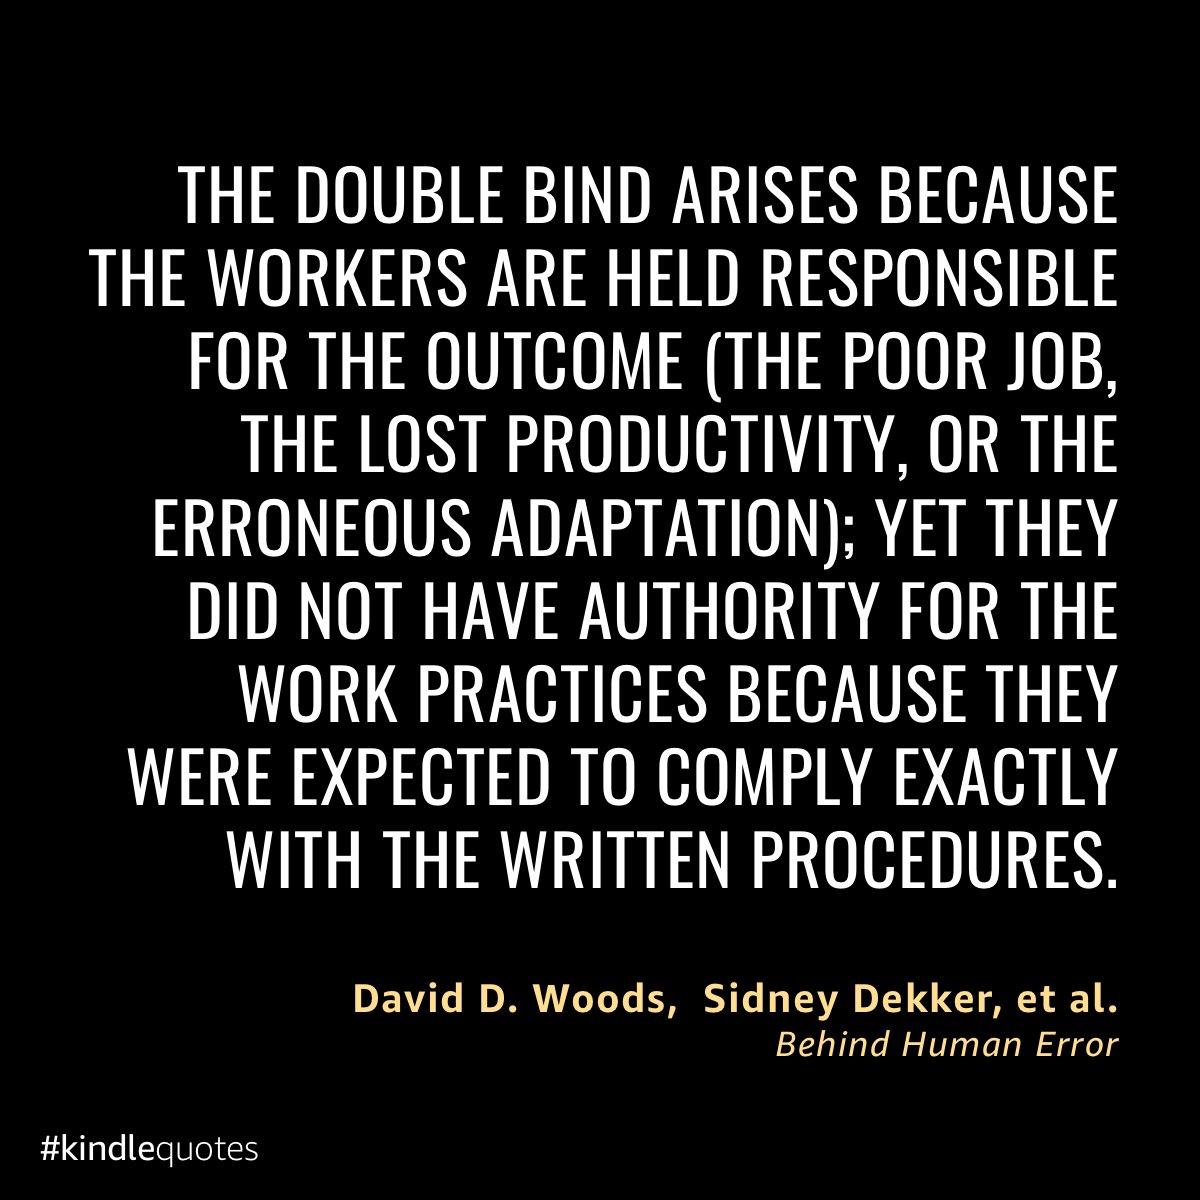 THE DOUBLE BIND ARISES BECAUSE
THE WORKERS ARE HELD RESPONSIBLE
FOR THE OUTCOME (THE POOR JOB,
THE LOST PRODUCTIVITY, OR THE
ERRONEOUS ADAPTATION); YET THEY
DID NOT HAVE AUTHORITY FOR THE
WORK PRACTICES BECAUSE THEY
WERE EXPECTED TO COMPLY EXACTLY
WITH THE WRITTEN PROCEDURES.
David D. Woods,  Sidney Dekker, et al.
Behind Human Error
#kindlequotes